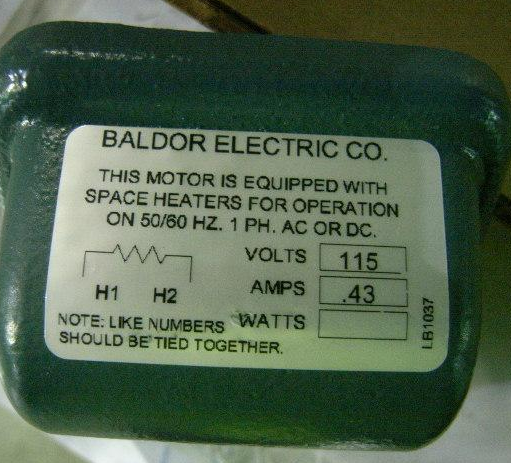 BALDOR ELECTRIC CO.
THIS MOTOR IS EQUIPPED WITH
SPACE HEATERS FOR OPERATION
ON 50/60 HZ. 1 PH. AC OR DC.
VOLTS 115
AMPS .43
WATTS
H1 H2
NOTE: LIKE NUMBERS
SHOULD BE TIED TOGETHER.
LB1037